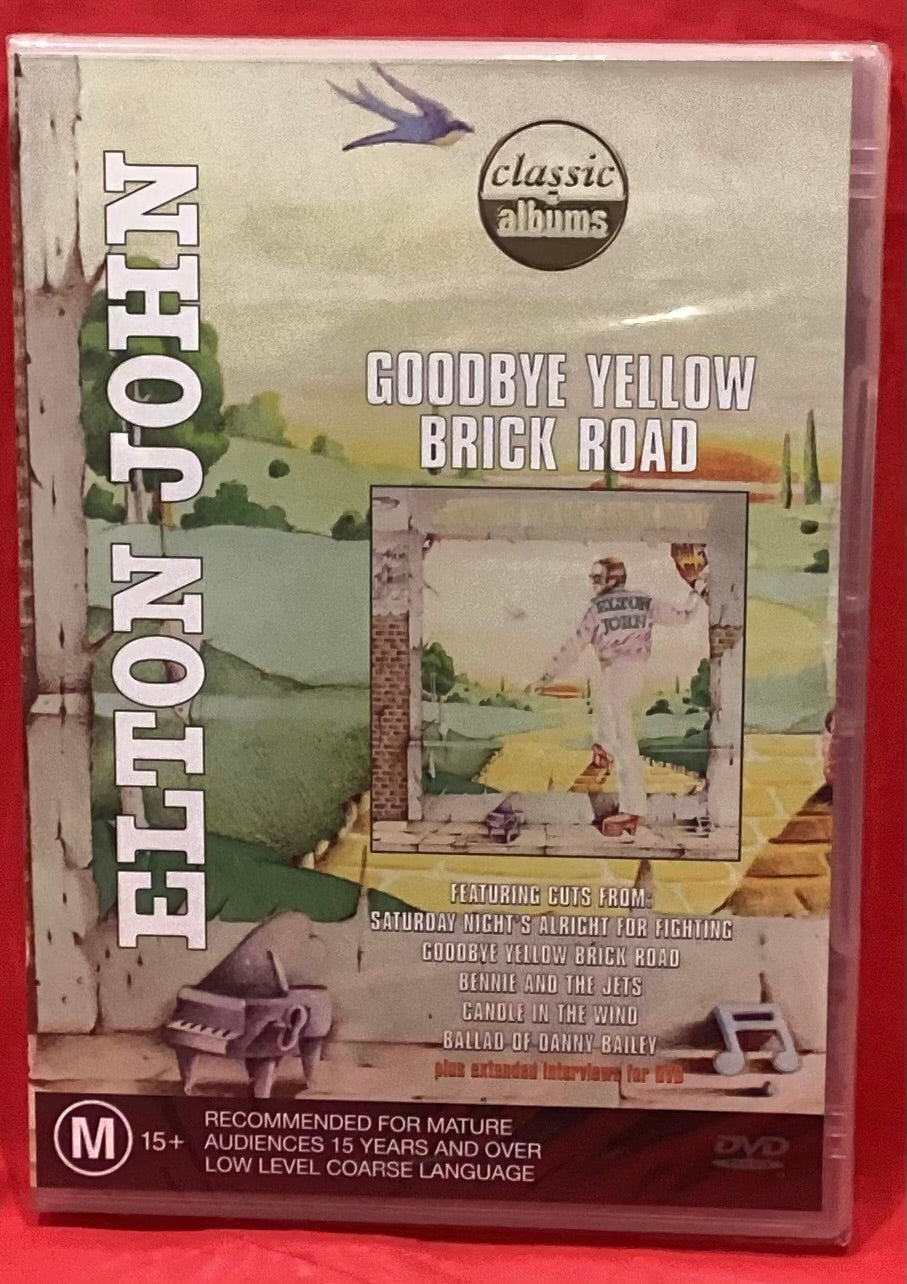 classic
albums
ELTON JOHN
GOODBYE YELLOW
BRICK ROAD
ELTON
JOHN
FEATURING CUTS FROM:
SATURDAY NIGHT'S ALRIGHT FOR FIGHTING
GOODBYE YELLOW BRICK ROAD
BENNIE AND THE JETS
CANDLE IN THE WIND
BALLAD OF DANNY BAILEY
plus extended interviews for DVD
M 15+
RECOMMENDED FOR MATURE
AUDIENCES 15 YEARS AND OVER
LOW LEVEL COARSE LANGUAGE
DVD